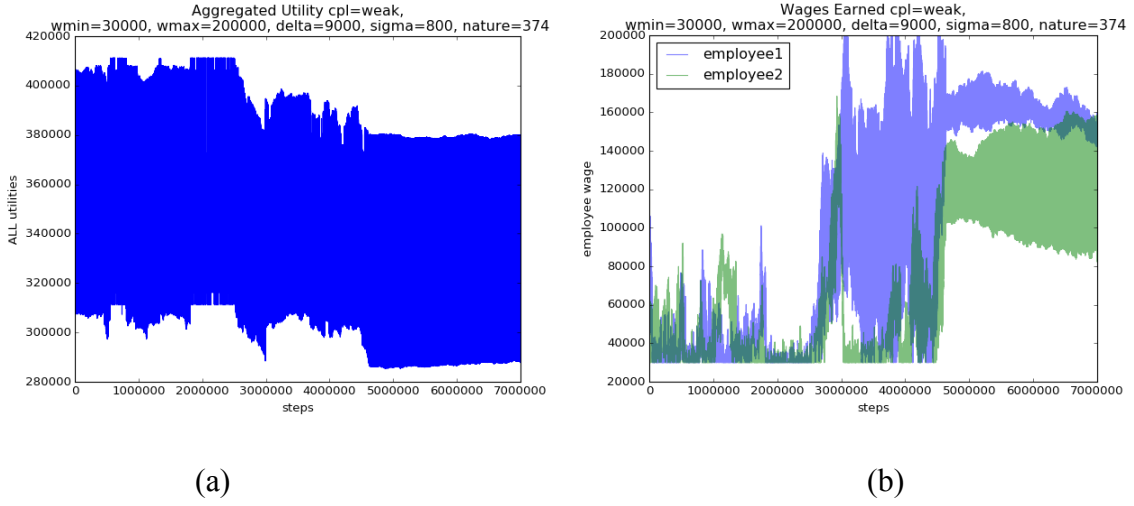 Aggregated Utility cpl=weak,
wmin=30000, wmax=200000, delta=9000, sigma=800, nature=374
420000
400000
380000
360000
340000
320000
300000
280000
ALL utilities
0 1000000 2000000 3000000 4000000 5000000 6000000 7000000
steps
(a)
Wages Earned cpl=weak,
wmin=30000, wmax=200000, delta=9000, sigma=800, nature=374
employee1
employee2
200000
180000
160000
140000
120000
100000
80000
60000
40000
20000
employee wage
0 1000000 2000000 3000000 4000000 5000000 6000000 7000000
steps
(b)